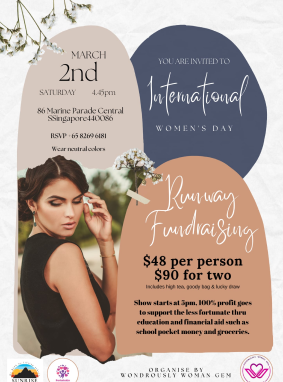 MARCH
2nd
SATURDAY 4.45pm
86 Marine Parade Central
SSingapore440086
RSVP +65 8269 6181
Wear neutral colors
YOU ARE INVITED TO
International
WOMEN'S DAY
Runway
Fundraising
$48 per person
$90 for two
Includes high tea, goody bag & lucky draw
Show starts at 5pm, 100% profit goes
to support the less fortunate thru
education and financial aid such as
school pocket money and groceries.
SUNRISE
ORGANISE BY
WONDROUSLY WOMAN GEM